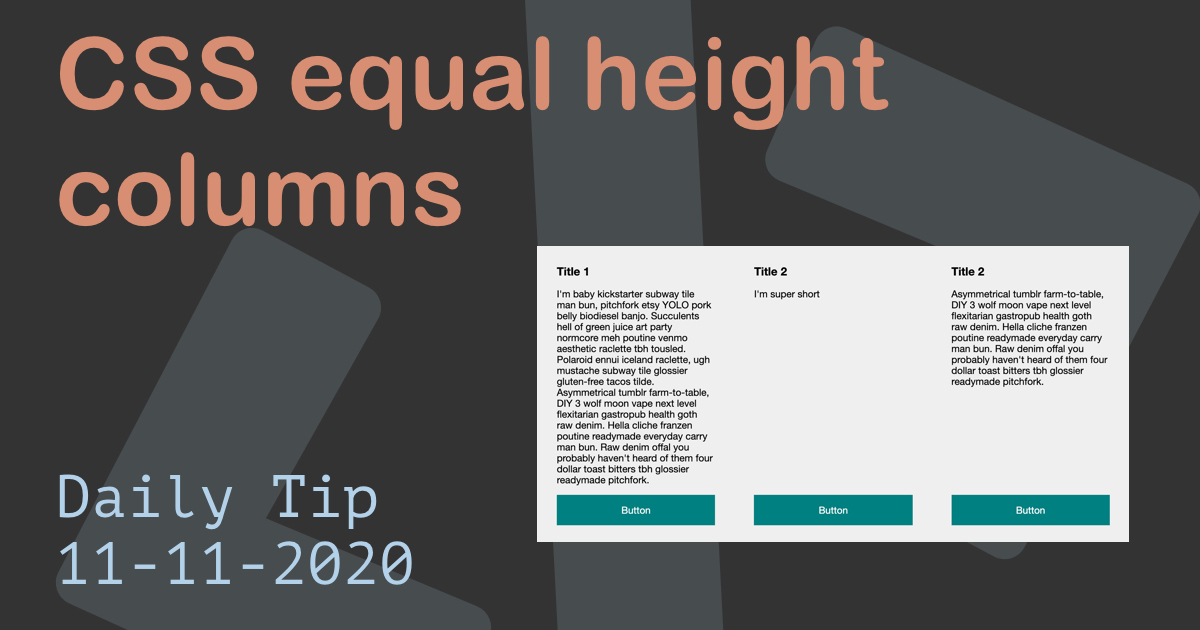 CSS equal height
columns
Title 1
I'm baby kickstarter subway tile
man bun, pitchfork etsy YOLO pork
belly biodiesel banjo. Succulents
hell of green juice art party
normcore meh poutine venmo
aesthetic raclette tbh tousled.
Polaroid ennui iceland raclette, ugh
mustache subway tile glossier
gluten-free tacos tilde.
Asymmetrical tumblr farm-to-table,
DIY 3 wolf moon vape next level
flexitarian gastropub health goth
raw denim. Hella cliche franzen
poutine readymade everyday carry
man bun. Raw denim offal you
probably haven't heard of them four
dollar toast bitters tbh glossier
readymade pitchfork.
Button
Title 2
I'm super short
Button
Title 2
Asymmetrical tumblr farm-to-table,
DIY 3 wolf moon vape next level
flexitarian gastropub health goth
raw denim. Hella cliche franzen
poutine readymade everyday carry
man bun. Raw denim offal you
probably haven't heard of them four
dollar toast bitters tbh glossier
readymade pitchfork.
Button
Daily Tip
11-11-2020